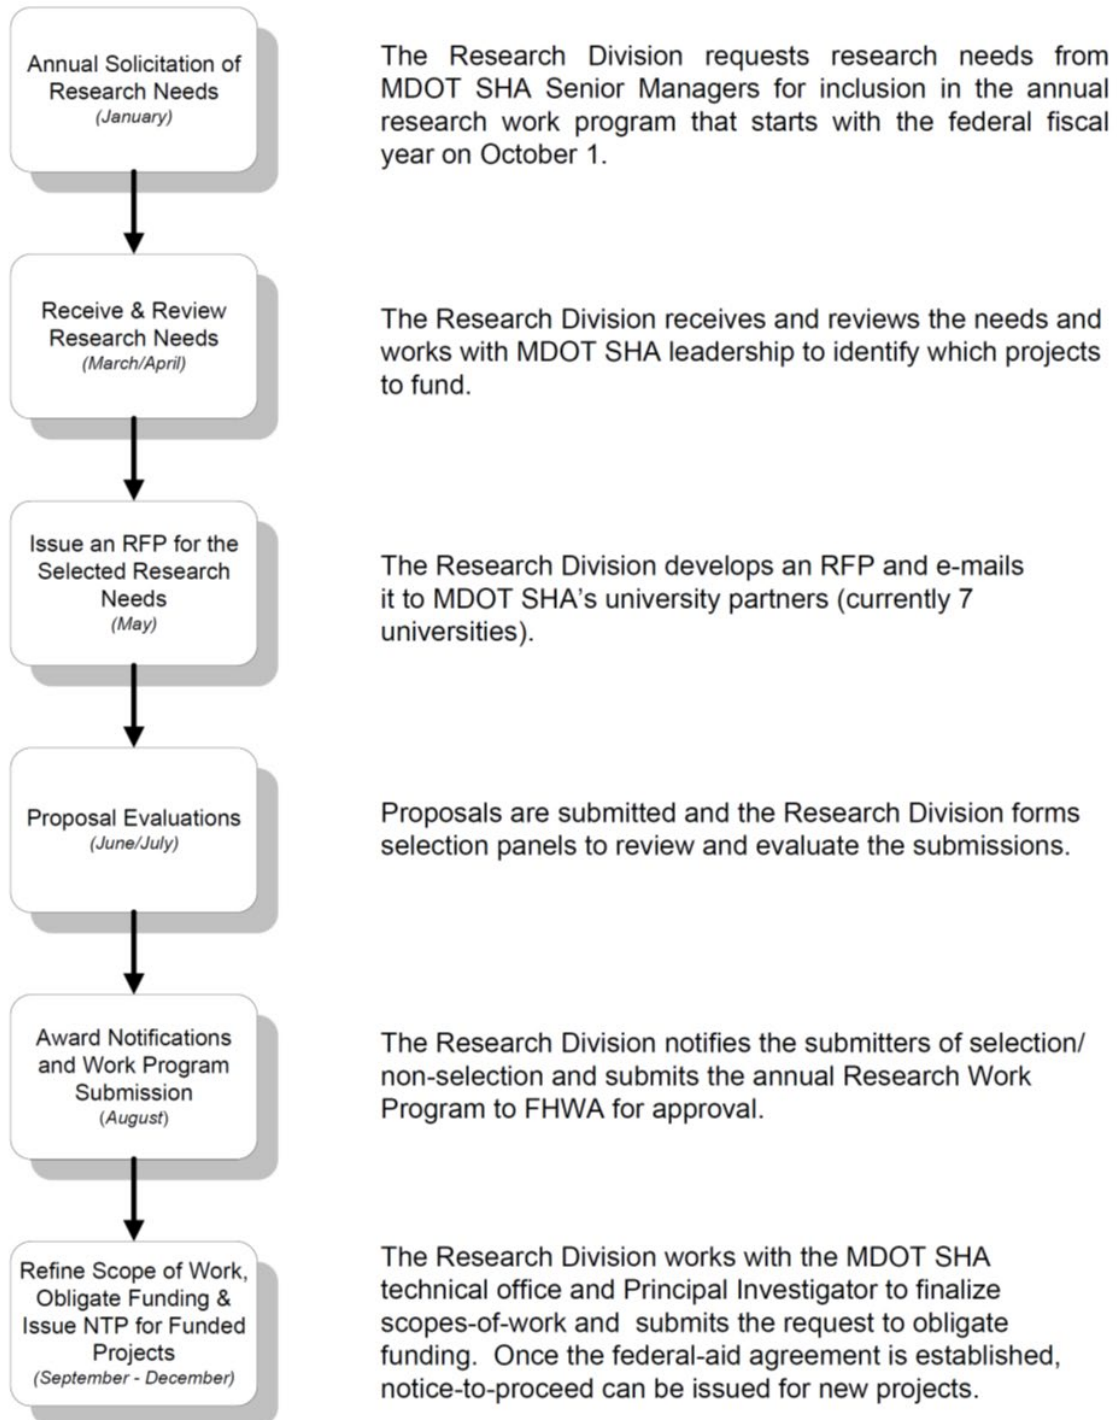 Annual Solicitation of
Research Needs
(January)
The Research Division requests research needs from
MDOT SHA Senior Managers for inclusion in the annual
research work program that starts with the federal fiscal
year on October 1.
Receive & Review
Research Needs
(March/April)
The Research Division receives and reviews the needs and
works with MDOT SHA leadership to identify which projects
to fund.
Issue an RFP for the
Selected Research
Needs
(May)
The Research Division develops an RFP and e-mails
it to MDOT SHA's university partners (currently 7
universities).
Proposal Evaluations
(June/July)
Proposals are submitted and the Research Division forms
selection panels to review and evaluate the submissions.
Award Notifications
and Work Program
Submission
(August)
The Research Division notifies the submitters of selection/
non-selection and submits the annual Research Work
Program to FHWA for approval.
Refine Scope of Work,
Obligate Funding &
Issue NTP for Funded
Projects
(September - December)
The Research Division works with the MDOT SHA
technical office and Principal Investigator to finalize
scopes-of-work and  submits the request to obligate
funding.  Once the federal-aid agreement is established,
notice-to-proceed can be issued for new projects.